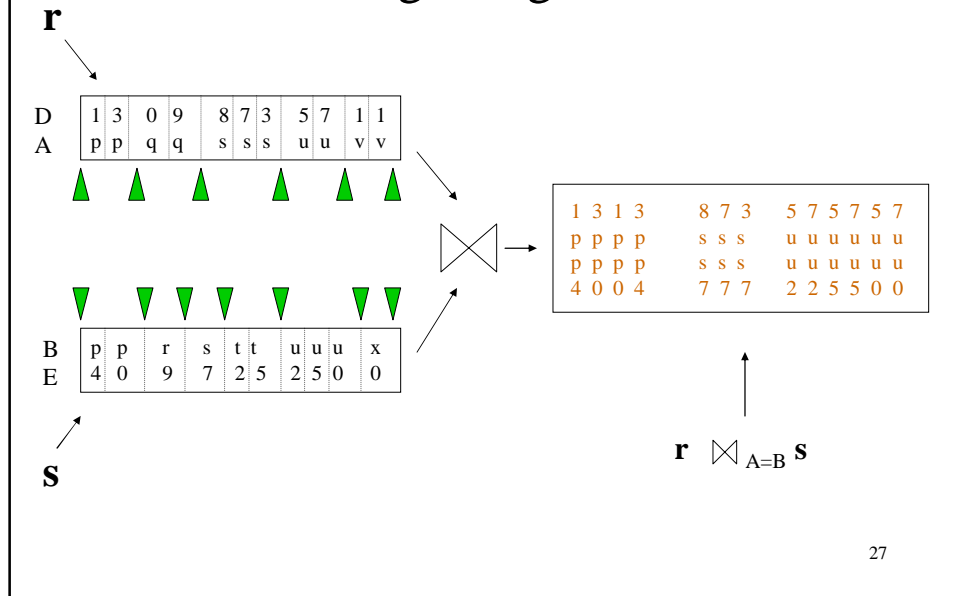 r
D 1 3 0 9 8 7 3 5 7 1 1
A p p q q s s s u u v v
1 3 1 3 8 7 3 5 7 5 7 5 7
p p p p s s s u u u u u u
p p p p s s s u u u u u u
4 0 0 4 7 7 7 2 2 5 5 0 0
B p p r s t t u u u x
E 4 0 9 7 2 5 2 5 0 0
r ⋈ A=B s
s
27